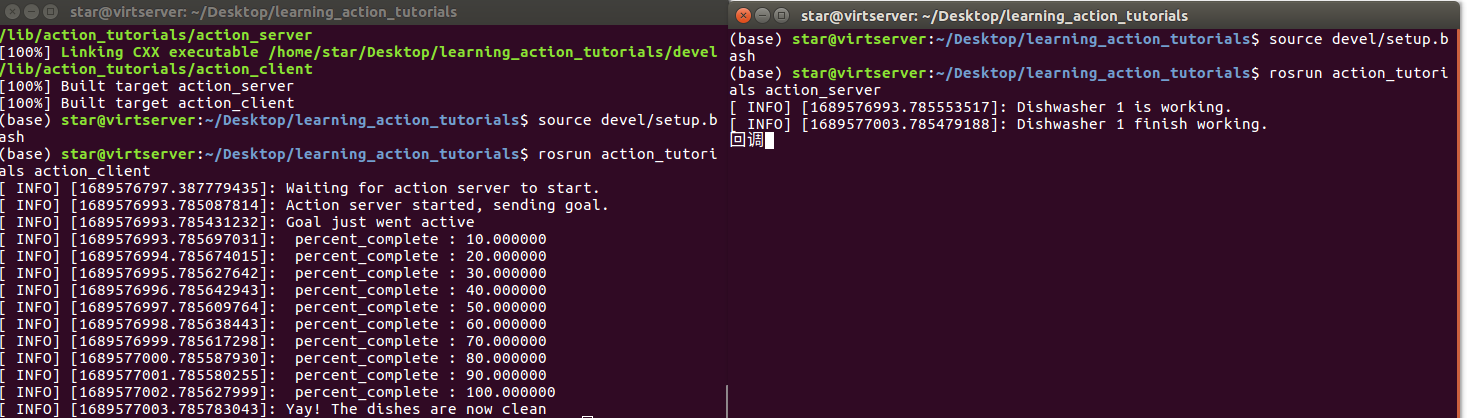 star@virtserver: ~/Desktop/learning_action_tutorials
/lib/action_tutorials/action_server
[100%] Linking CXX executable /home/star/Desktop/learning_action_tutorials/devel
/lib/action_tutorials/action_client
[100%] Built target action_server
[100%] Built target action_client
(base) star@virtserver:~/Desktop/learning_action_tutorials$ source devel/setup.b
ash
(base) star@virtserver:~/Desktop/learning_action_tutorials$ rosrun action_tutori
als action_client
[ INFO] [1689576797.387779435]: Waiting for action server to start.
[ INFO] [1689576993.785087814]: Action server started, sending goal.
[ INFO] [1689576993.785431232]: Goal just went active
[ INFO] [1689576993.785697031]:  percent_complete : 10.000000
[ INFO] [1689576994.785674015]:  percent_complete : 20.000000
[ INFO] [1689576995.785627642]:  percent_complete : 30.000000
[ INFO] [1689576996.785642943]:  percent_complete : 40.000000
[ INFO] [1689576997.785609764]:  percent_complete : 50.000000
[ INFO] [1689576998.785638443]:  percent_complete : 60.000000
[ INFO] [1689576999.785617298]:  percent_complete : 70.000000
[ INFO] [1689577000.785587930]:  percent_complete : 80.000000
[ INFO] [1689577001.785580255]:  percent_complete : 90.000000
[ INFO] [1689577002.785627999]:  percent_complete : 100.000000
[ INFO] [1689577003.785783043]: Yay! The dishes are now clean
star@virtserver: ~/Desktop/learning_action_tutorials
(base) star@virtserver:~/Desktop/learning_action_tutorials$ source devel/setup.b
ash
(base) star@virtserver:~/Desktop/learning_action_tutorials$ rosrun action_tutori
als action_server
[ INFO] [1689576993.785553517]: Dishwasher 1 is working.
[ INFO] [1689577003.785479188]: Dishwasher 1 finish working.
回调